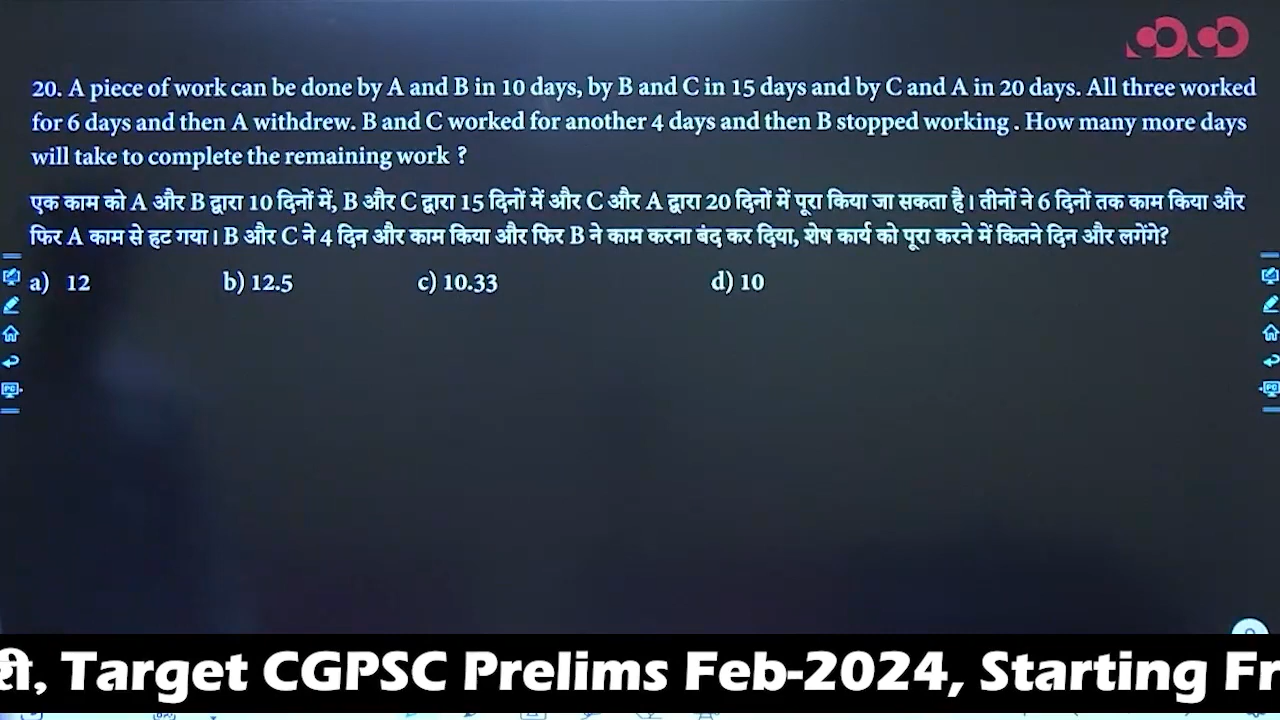 20. A piece of work can be done by A and B in 10 days, by B and C in 15 days and by C and A in 20 days. All three worked
for 6 days and then A withdrew. B and C worked for another 4 days and then B stopped working . How many more days
will take to complete the remaining work ?
एक काम को A और B द्वारा 10 दिनों में, B और C द्वारा 15 दिनों में और C और A द्वारा 20 दिनों में पूरा किया जा सकता है। तीनों ने 6 दिनों तक काम किया और
फिर A काम से हट गया। B और C ने 4 दिन और काम किया और फिर B ने काम करना बंद कर दिया, शेष कार्य को पूरा करने में कितने दिन और लगेंगे?
a) 12 b) 12.5 c) 10.33 d) 10
PC PC
Target CGPSC Prelims Feb-2024, Starting